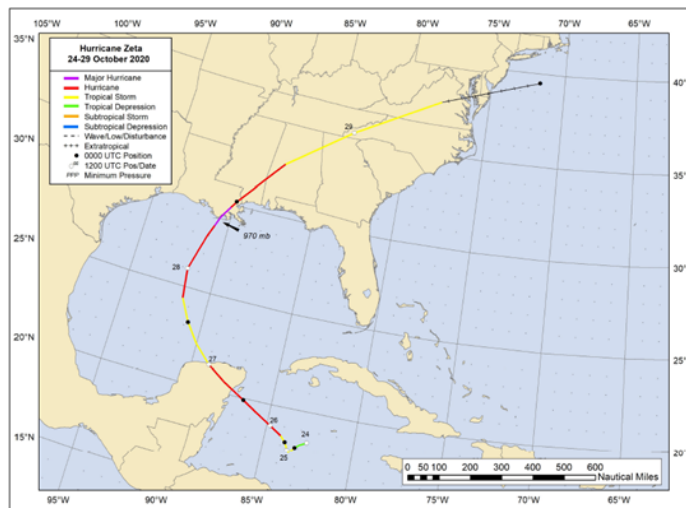 105°W 100°W 95°W 90°W 85°W 80°W 75°W 70°W 65°W
Hurricane Zeta
24-29 October 2020
Major Hurricane
Hurricane
Tropical Storm
Tropical Depression
Subtropical Storm
Subtropical Depression
Wave/Low/Disturbance
Extratropical
0000 UTC Position
1200 UTC Pos/Date
PPP Minimum Pressure
35°N
40°N
29
30°N
35°N
970 mb
25°N
28
30°N
20°N
27
25°N
26
24
15°N
25
20°N
0 50 100 200 300 400 500 600
Nautical Miles
95°W 90°W 85°W 80°W 75°W 70°W 65°W